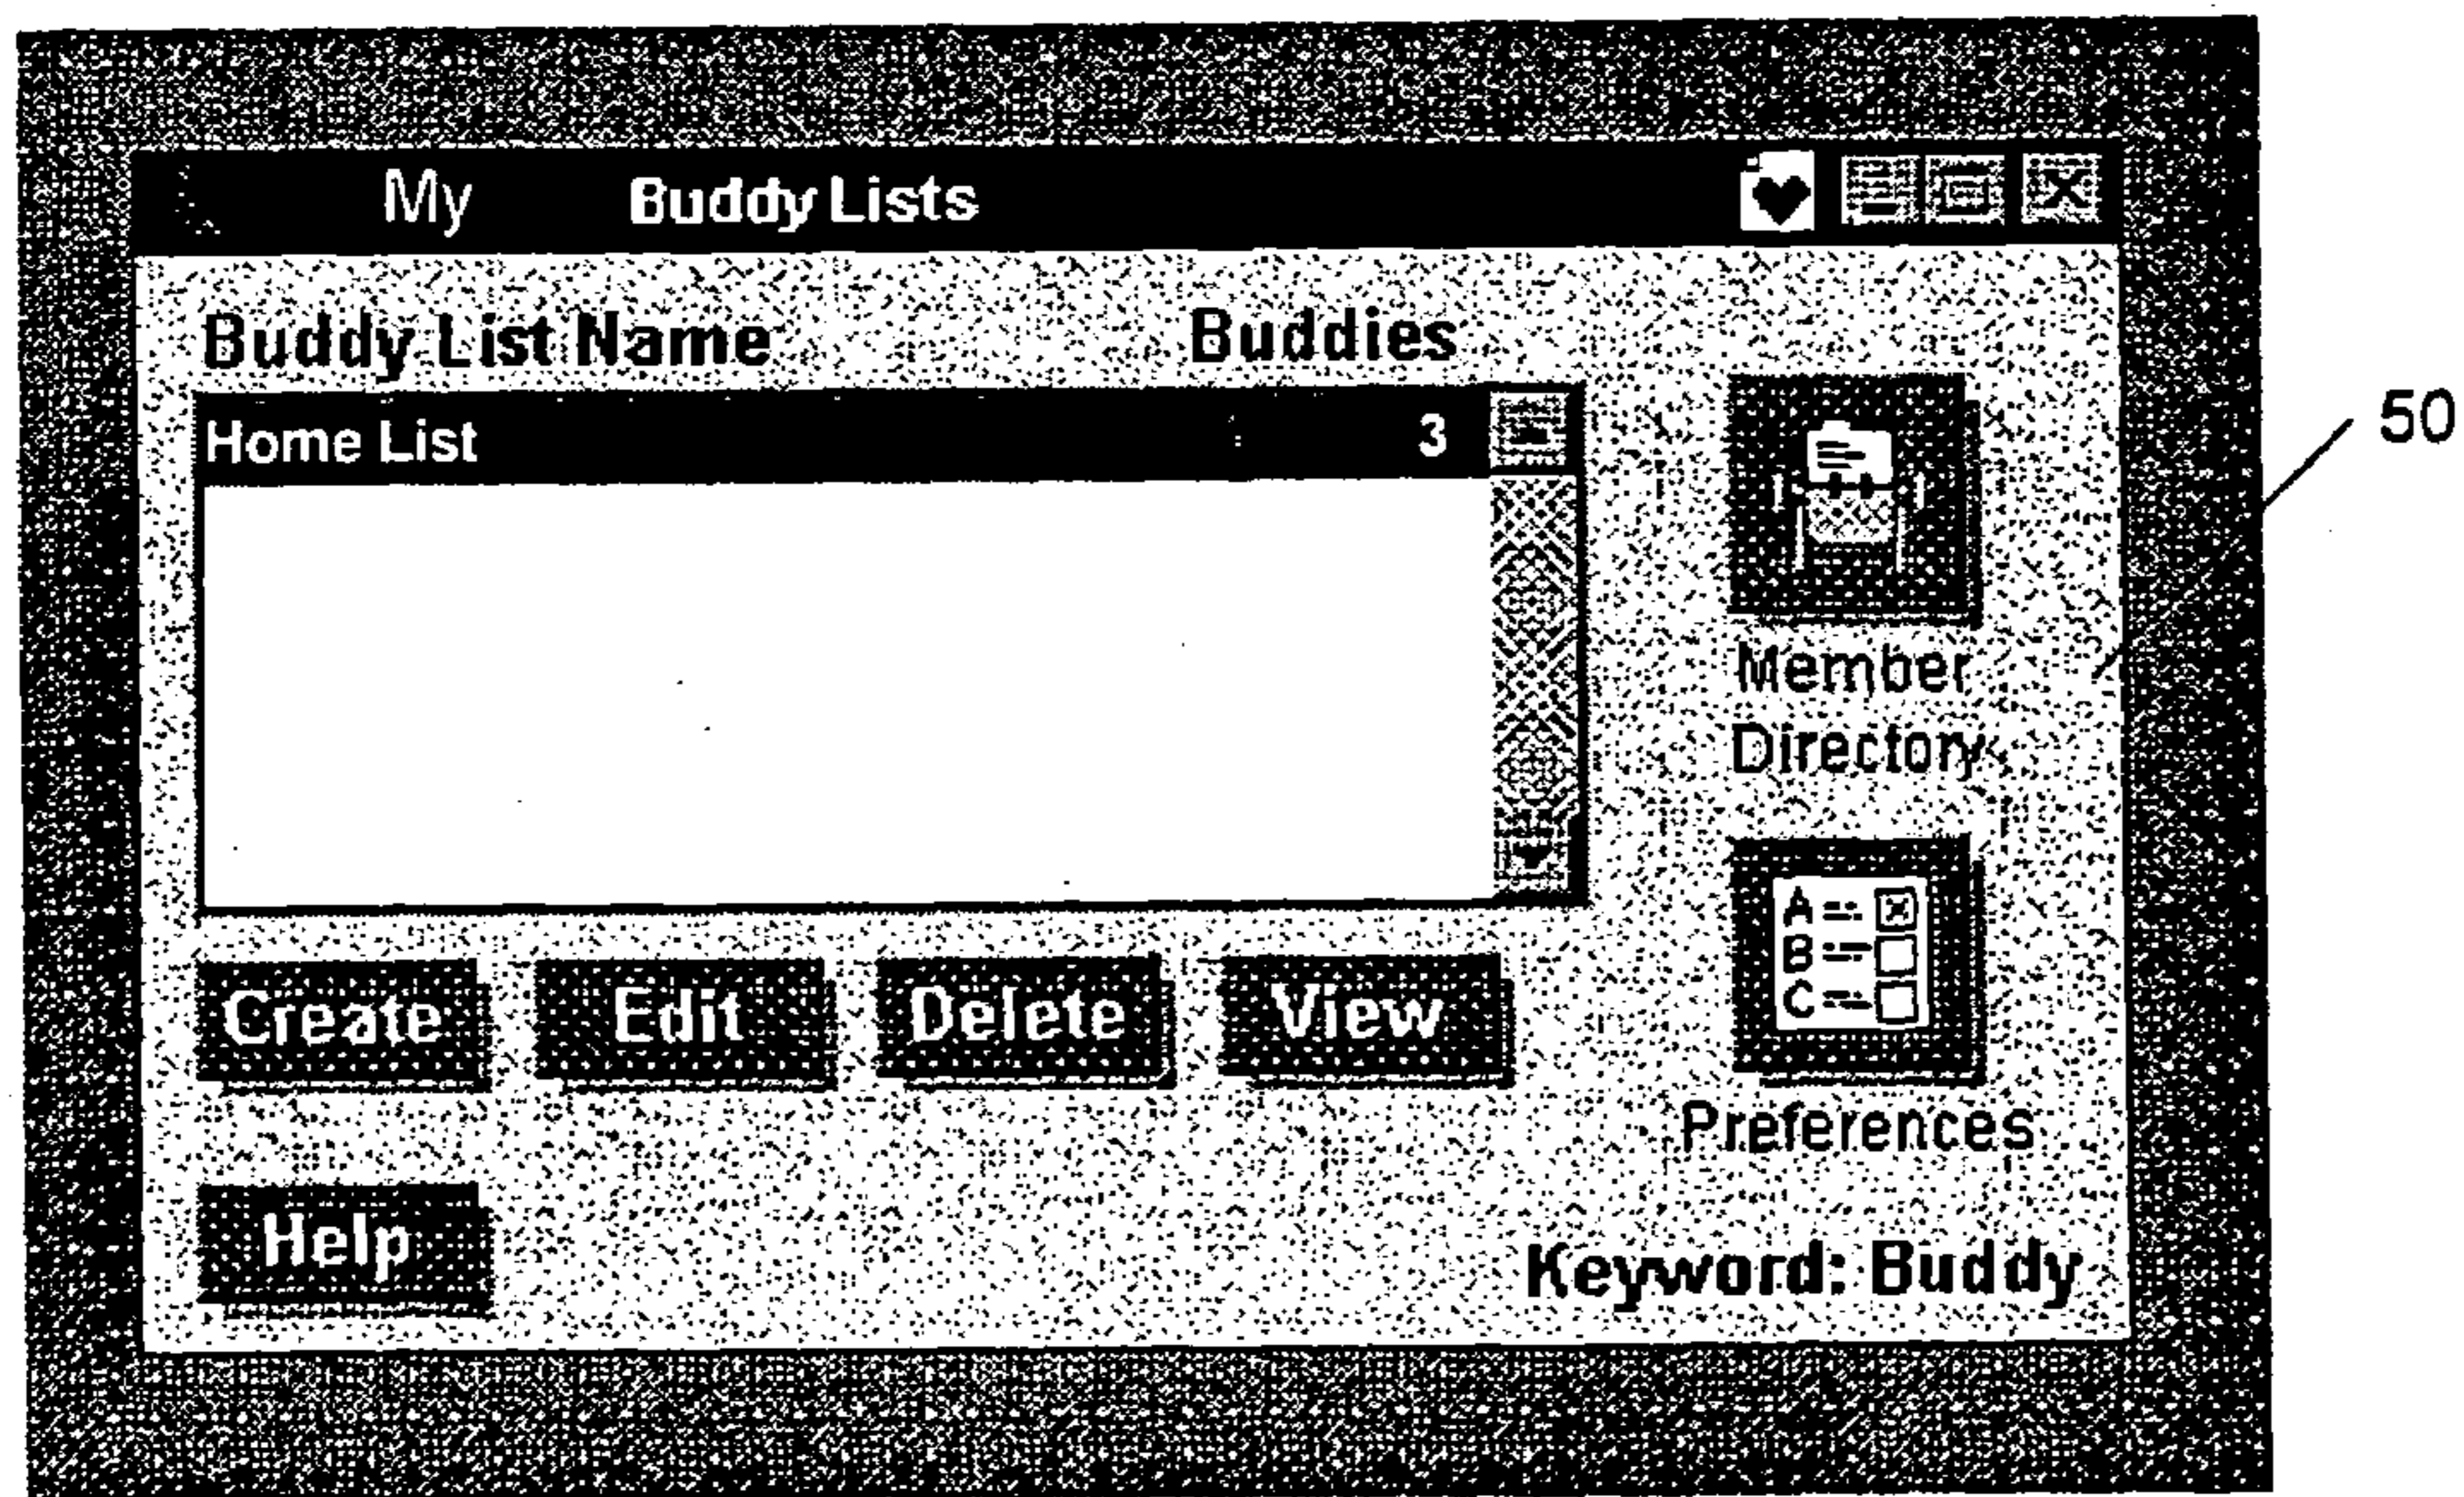 My Buddy Lists
Buddy List Name Buddies
Home List 3
50
Member
Directory
A
B
C
Create Edit Delete View
Preferences
Help
Keyword: Buddy